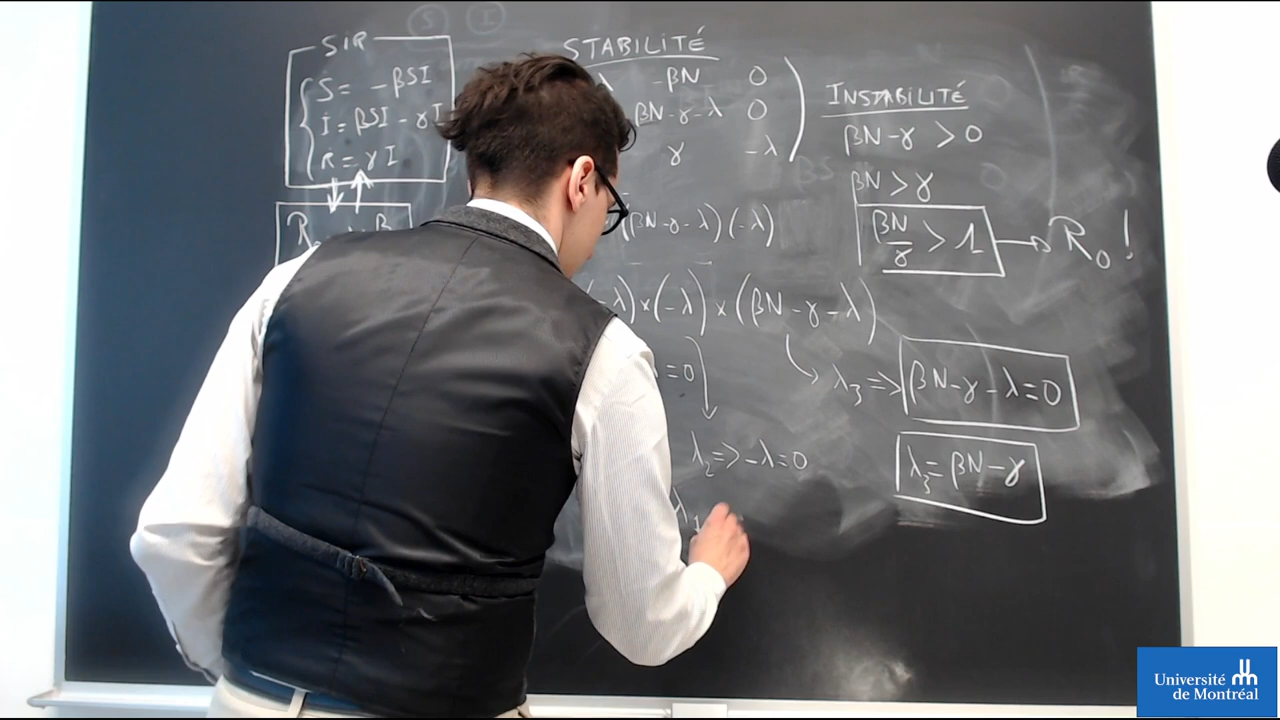 SIR
Ṡ = -βSI
İ = βSI - γI
Ṙ = γI
STABILITÉ
λ -βN 0
βN-γ-λ 0
γ -λ
(βN-γ-λ)(-λ)
-λ)×(-λ)×(βN-γ-λ)
=0
λ₂ => -λ=0
λ₁
λ₃ => βN-γ-λ=0
λ₃ = βN-γ
INSTABILITÉ
βN-γ > 0
βN > γ
βN/γ > 1 → R₀ !
Université
de Montréal